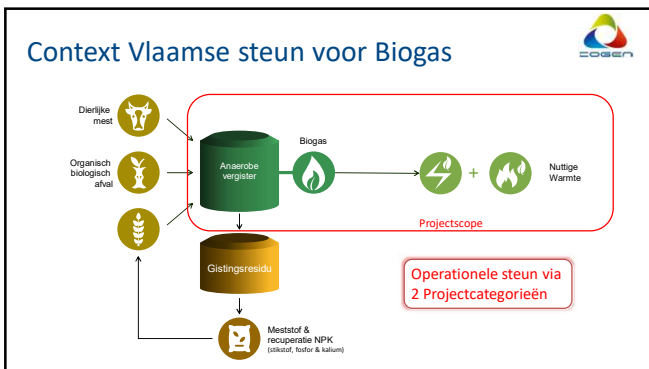 Context Vlaamse steun voor Biogas
COGEN
Dierlijke
mest
Organisch
biologisch
afval
Anaerobe
vergister
Biogas
+
Nuttige
Warmte
Projectscope
Gistingsresidu
Operationele steun via
2 Projectcategorieën
Meststof &
recuperatie NPK
(stikstof, fosfor & kalium)